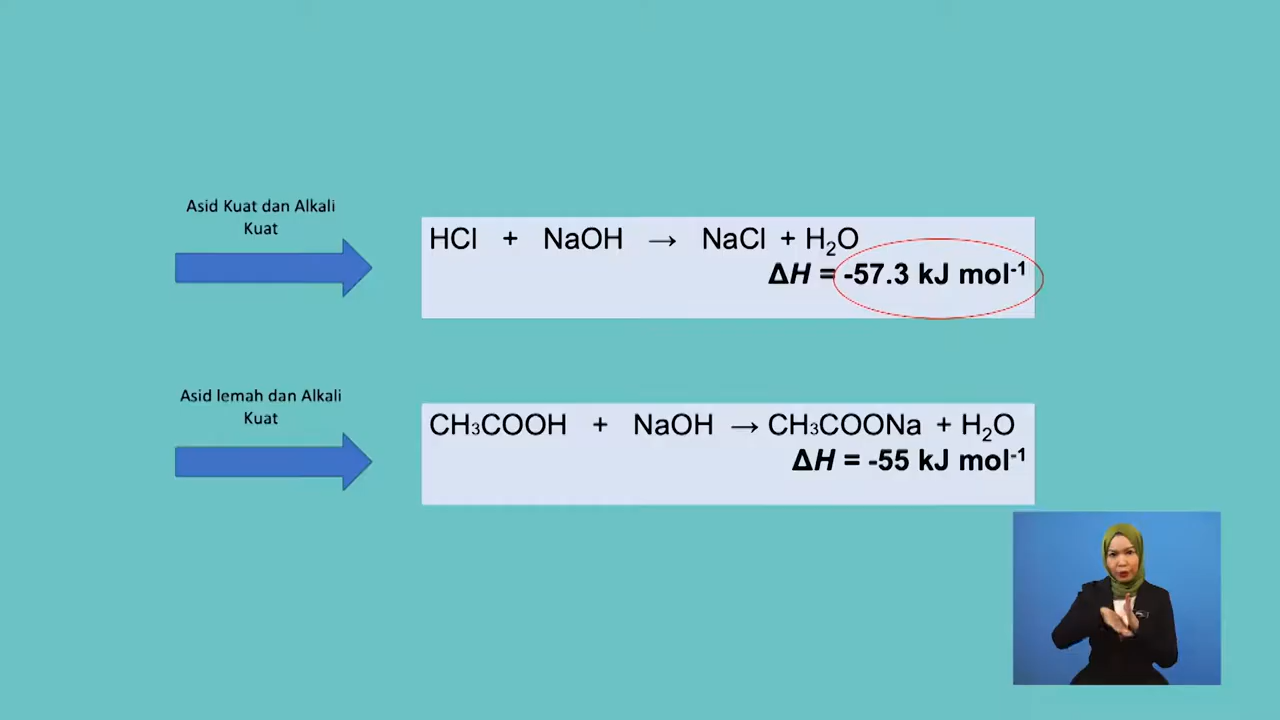 Asid Kuat dan Alkali
Kuat
HCl + NaOH → NaCl + H₂O
ΔH = -57.3 kJ mol⁻¹
Asid lemah dan Alkali
Kuat
CH₃COOH + NaOH → CH₃COONa + H₂O
ΔH = -55 kJ mol⁻¹